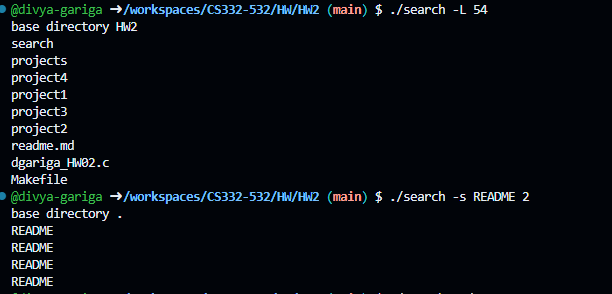 @divya-gariga ➜/workspaces/CS332-532/HW/HW2 (main) $ ./search -L 54
base directory HW2
search
projects
project4
project1
project3
project2
readme.md
dgariga_HW02.c
Makefile
@divya-gariga ➜/workspaces/CS332-532/HW/HW2 (main) $ ./search -s README 2
base directory .
README
README
README
README